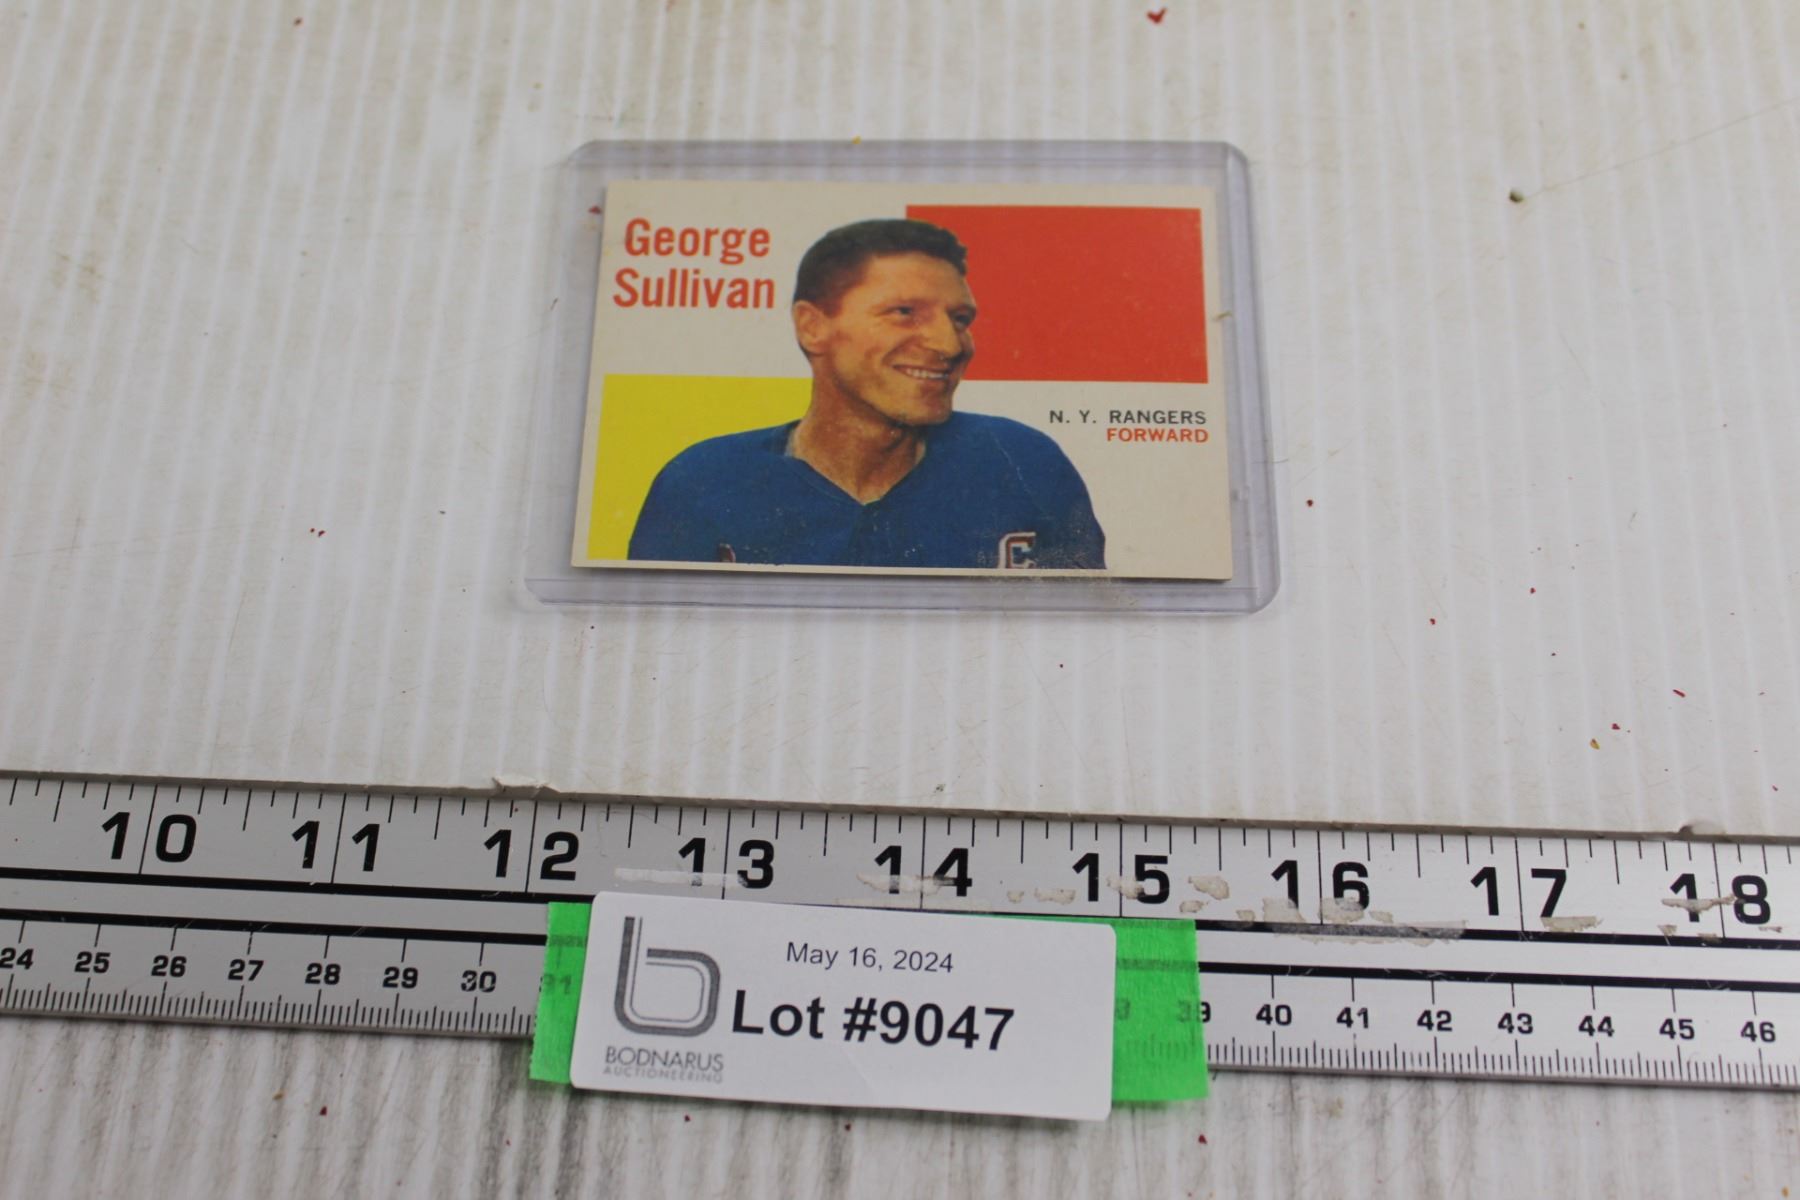 George
Sullivan
N. Y. RANGERS
FORWARD
C
10 11 12 13 14 15 16 17 18
24 25 26 27 28 29 30 31 39 40 41 42 43 44 45 46
May 16, 2024
Lot #9047
BODNARUS
AUCTIONEERING